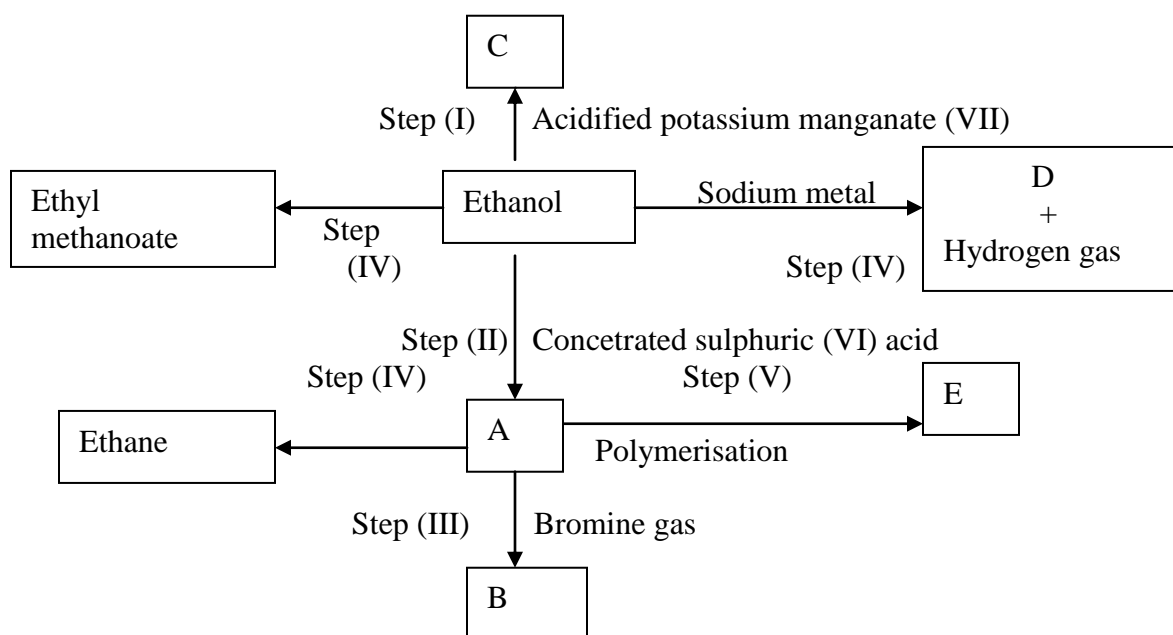 C
Step (I)
Acidified potassium manganate (VII)
Ethyl
methanoate
Ethanol
Sodium metal
D
+
Hydrogen gas
Step
(IV)
Step (IV)
Step (II)
Concetrated sulphuric (VI) acid
Step (IV)
Step (V)
Ethane
A
E
Polymerisation
Step (III)
Bromine gas
B